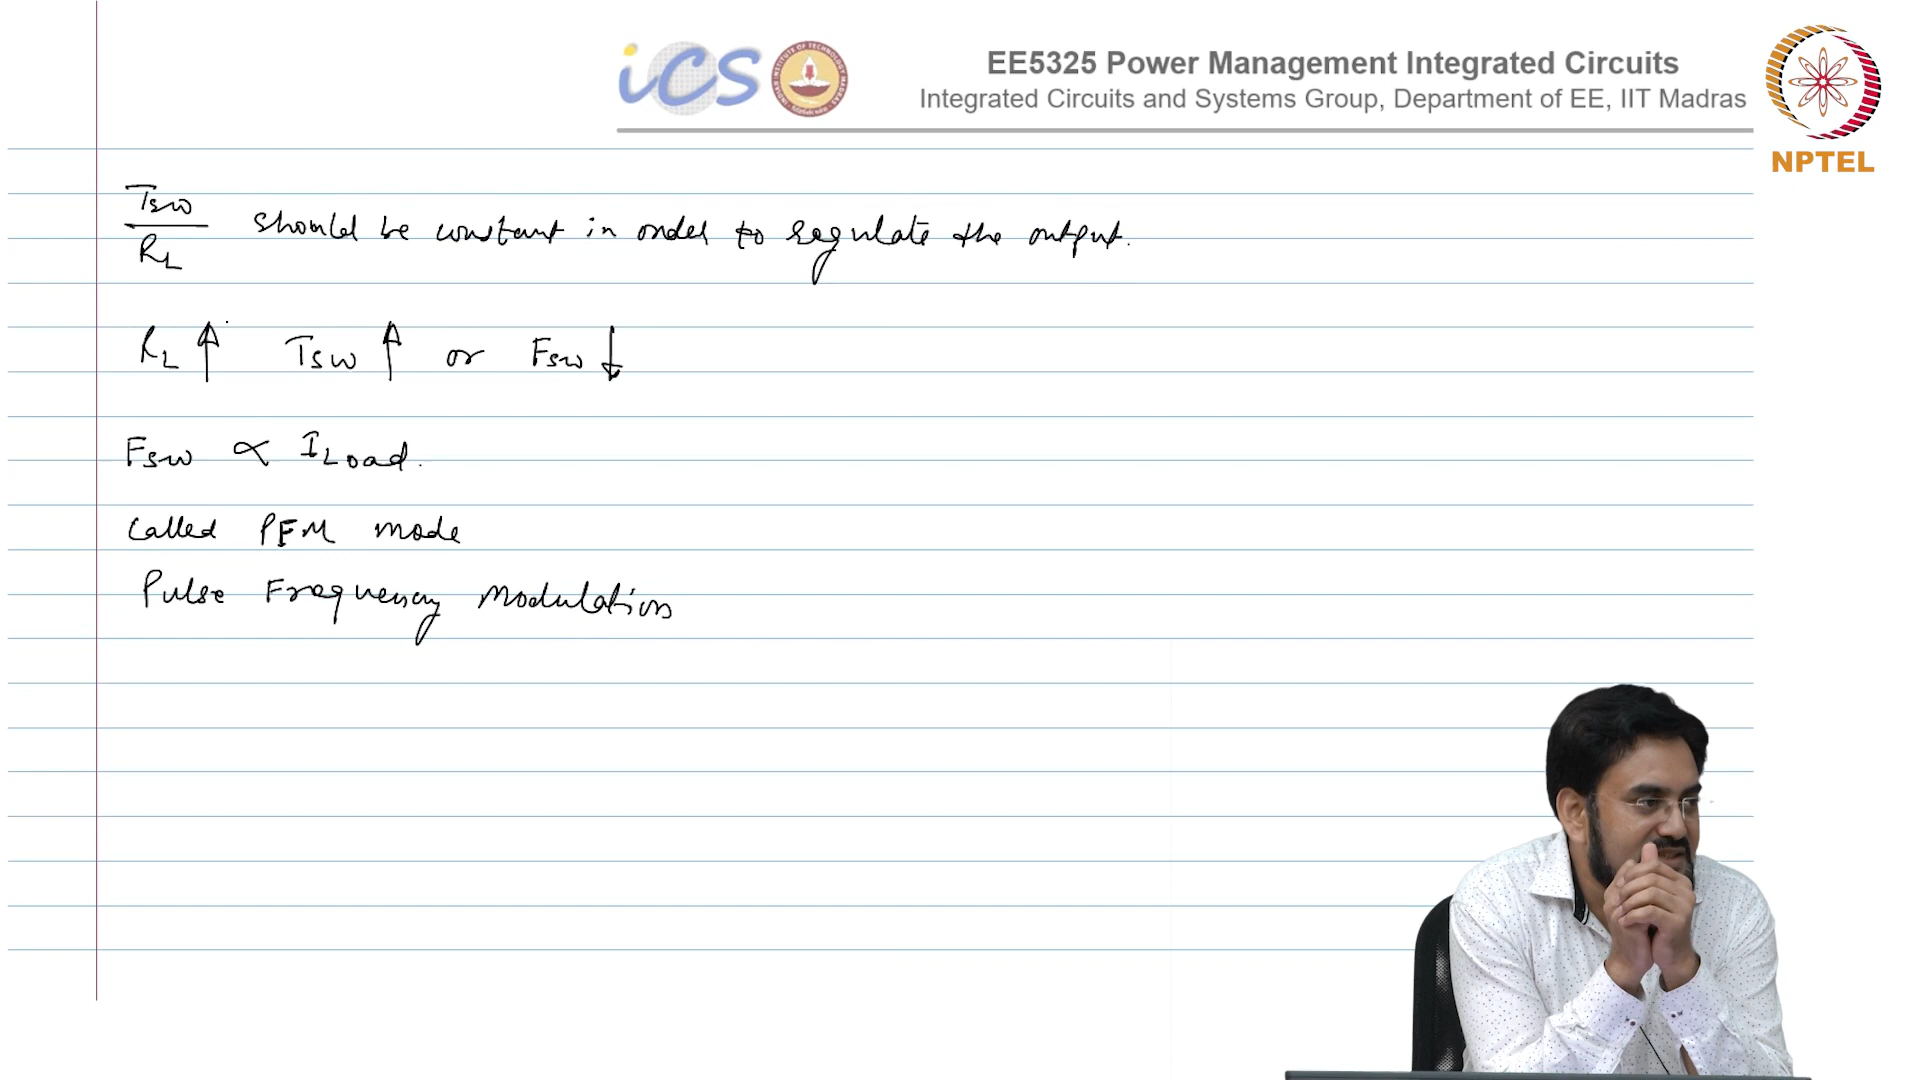 iCS
EE5325 Power Management Integrated Circuits
Integrated Circuits and Systems Group, Department of EE, IIT Madras
NPTEL
Tsw
RL
should be constant in order to regulate the output.
RL ↑ Tsw ↑ or Fsw ↓
Fsw ∝ ILoad.
Called PFM mode
Pulse Frequency Modulation